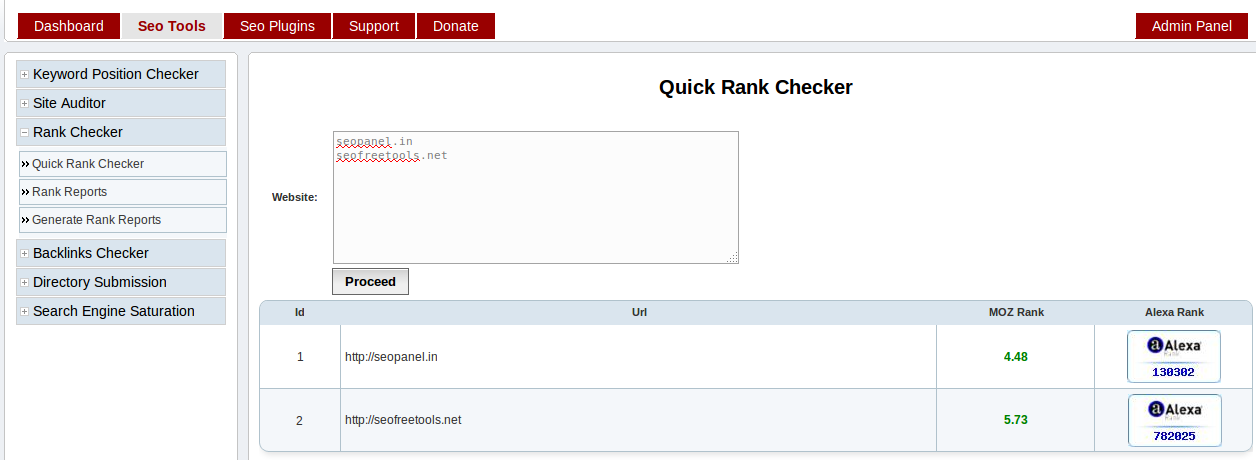 Dashboard Seo Tools Seo Plugins Support Donate Admin Panel
Keyword Position Checker
Site Auditor
Rank Checker
Quick Rank Checker
Rank Reports
Generate Rank Reports
Backlinks Checker
Directory Submission
Search Engine Saturation
Quick Rank Checker
Website:
seopanel.in
seofreetools.net
Proceed
Id Url MOZ Rank Alexa Rank
1 http://seopanel.in 4.48 a Alexa
Rank
130302
2 http://seofreetools.net 5.73 a Alexa
Rank
782025